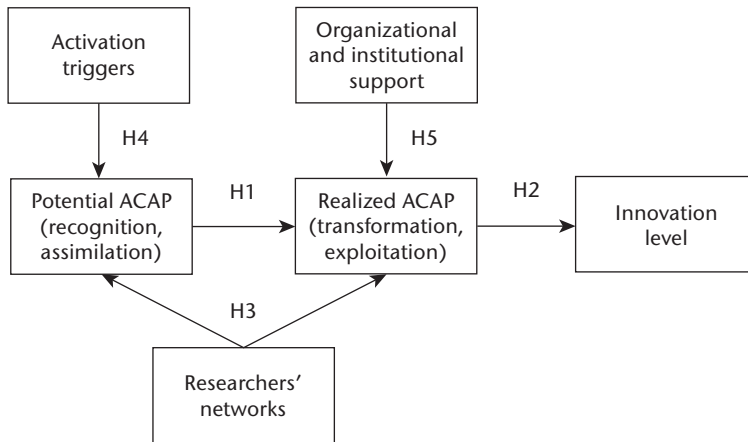 Activation
triggers
Organizational
and institutional
support
H4
H5
Potential ACAP
(recognition,
assimilation)
H1
Realized ACAP
(transformation,
exploitation)
H2
Innovation
level
H3
Researchers’
networks